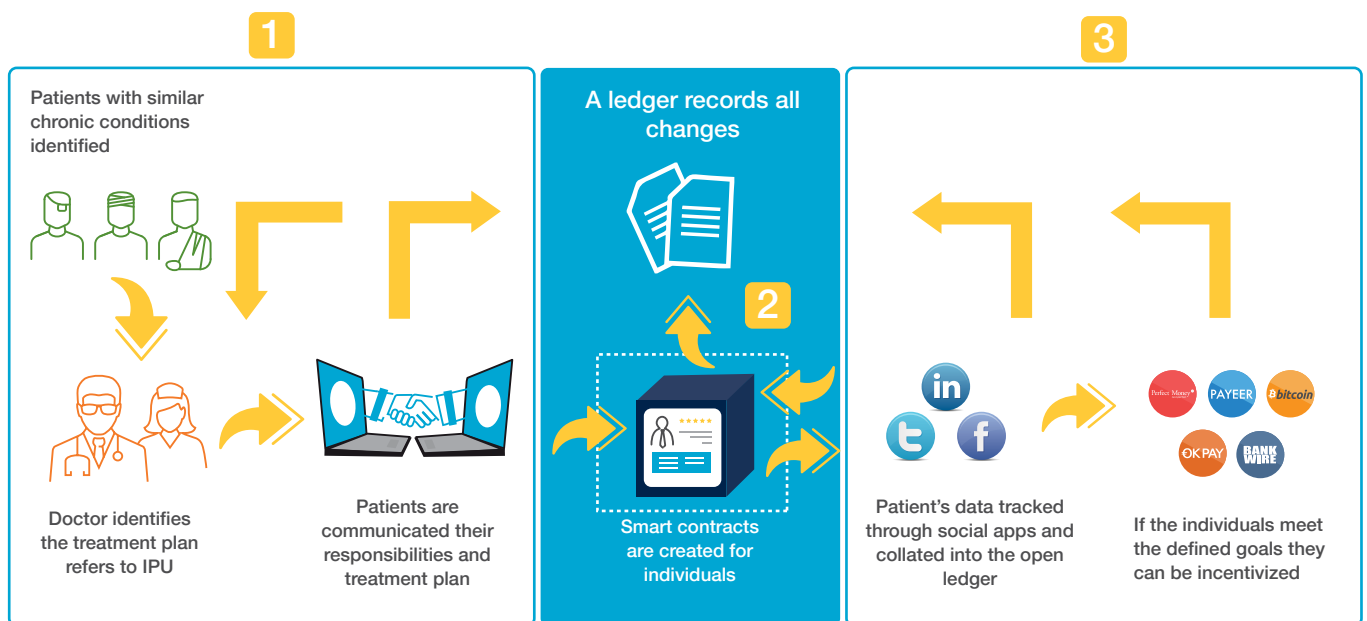 1
Patients with similar
chronic conditions
identified
Doctor identifies
the treatment plan
refers to IPU
Patients are
communicated their
responsibilities and
treatment plan
A ledger records all
changes
2
Smart contracts
are created for
individuals
3
in
t
f
Patient's data tracked
through social apps and
collated into the open
ledger
Perfect Money
PAYEER
bitcoin
OKPAY
BANK
WIRE
If the individuals meet
the defined goals they
can be incentivized